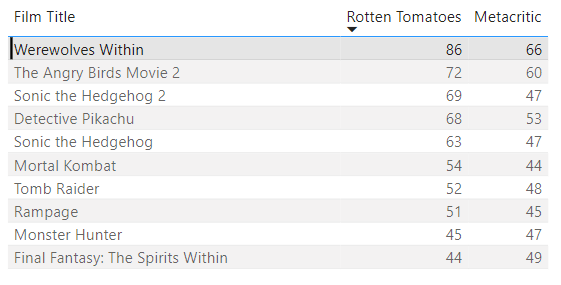 Film Title Rotten Tomatoes Metacritic
Werewolves Within 86 66
The Angry Birds Movie 2 72 60
Sonic the Hedgehog 2 69 47
Detective Pikachu 68 53
Sonic the Hedgehog 63 47
Mortal Kombat 54 44
Tomb Raider 52 48
Rampage 51 45
Monster Hunter 45 47
Final Fantasy: The Spirits Within 44 49